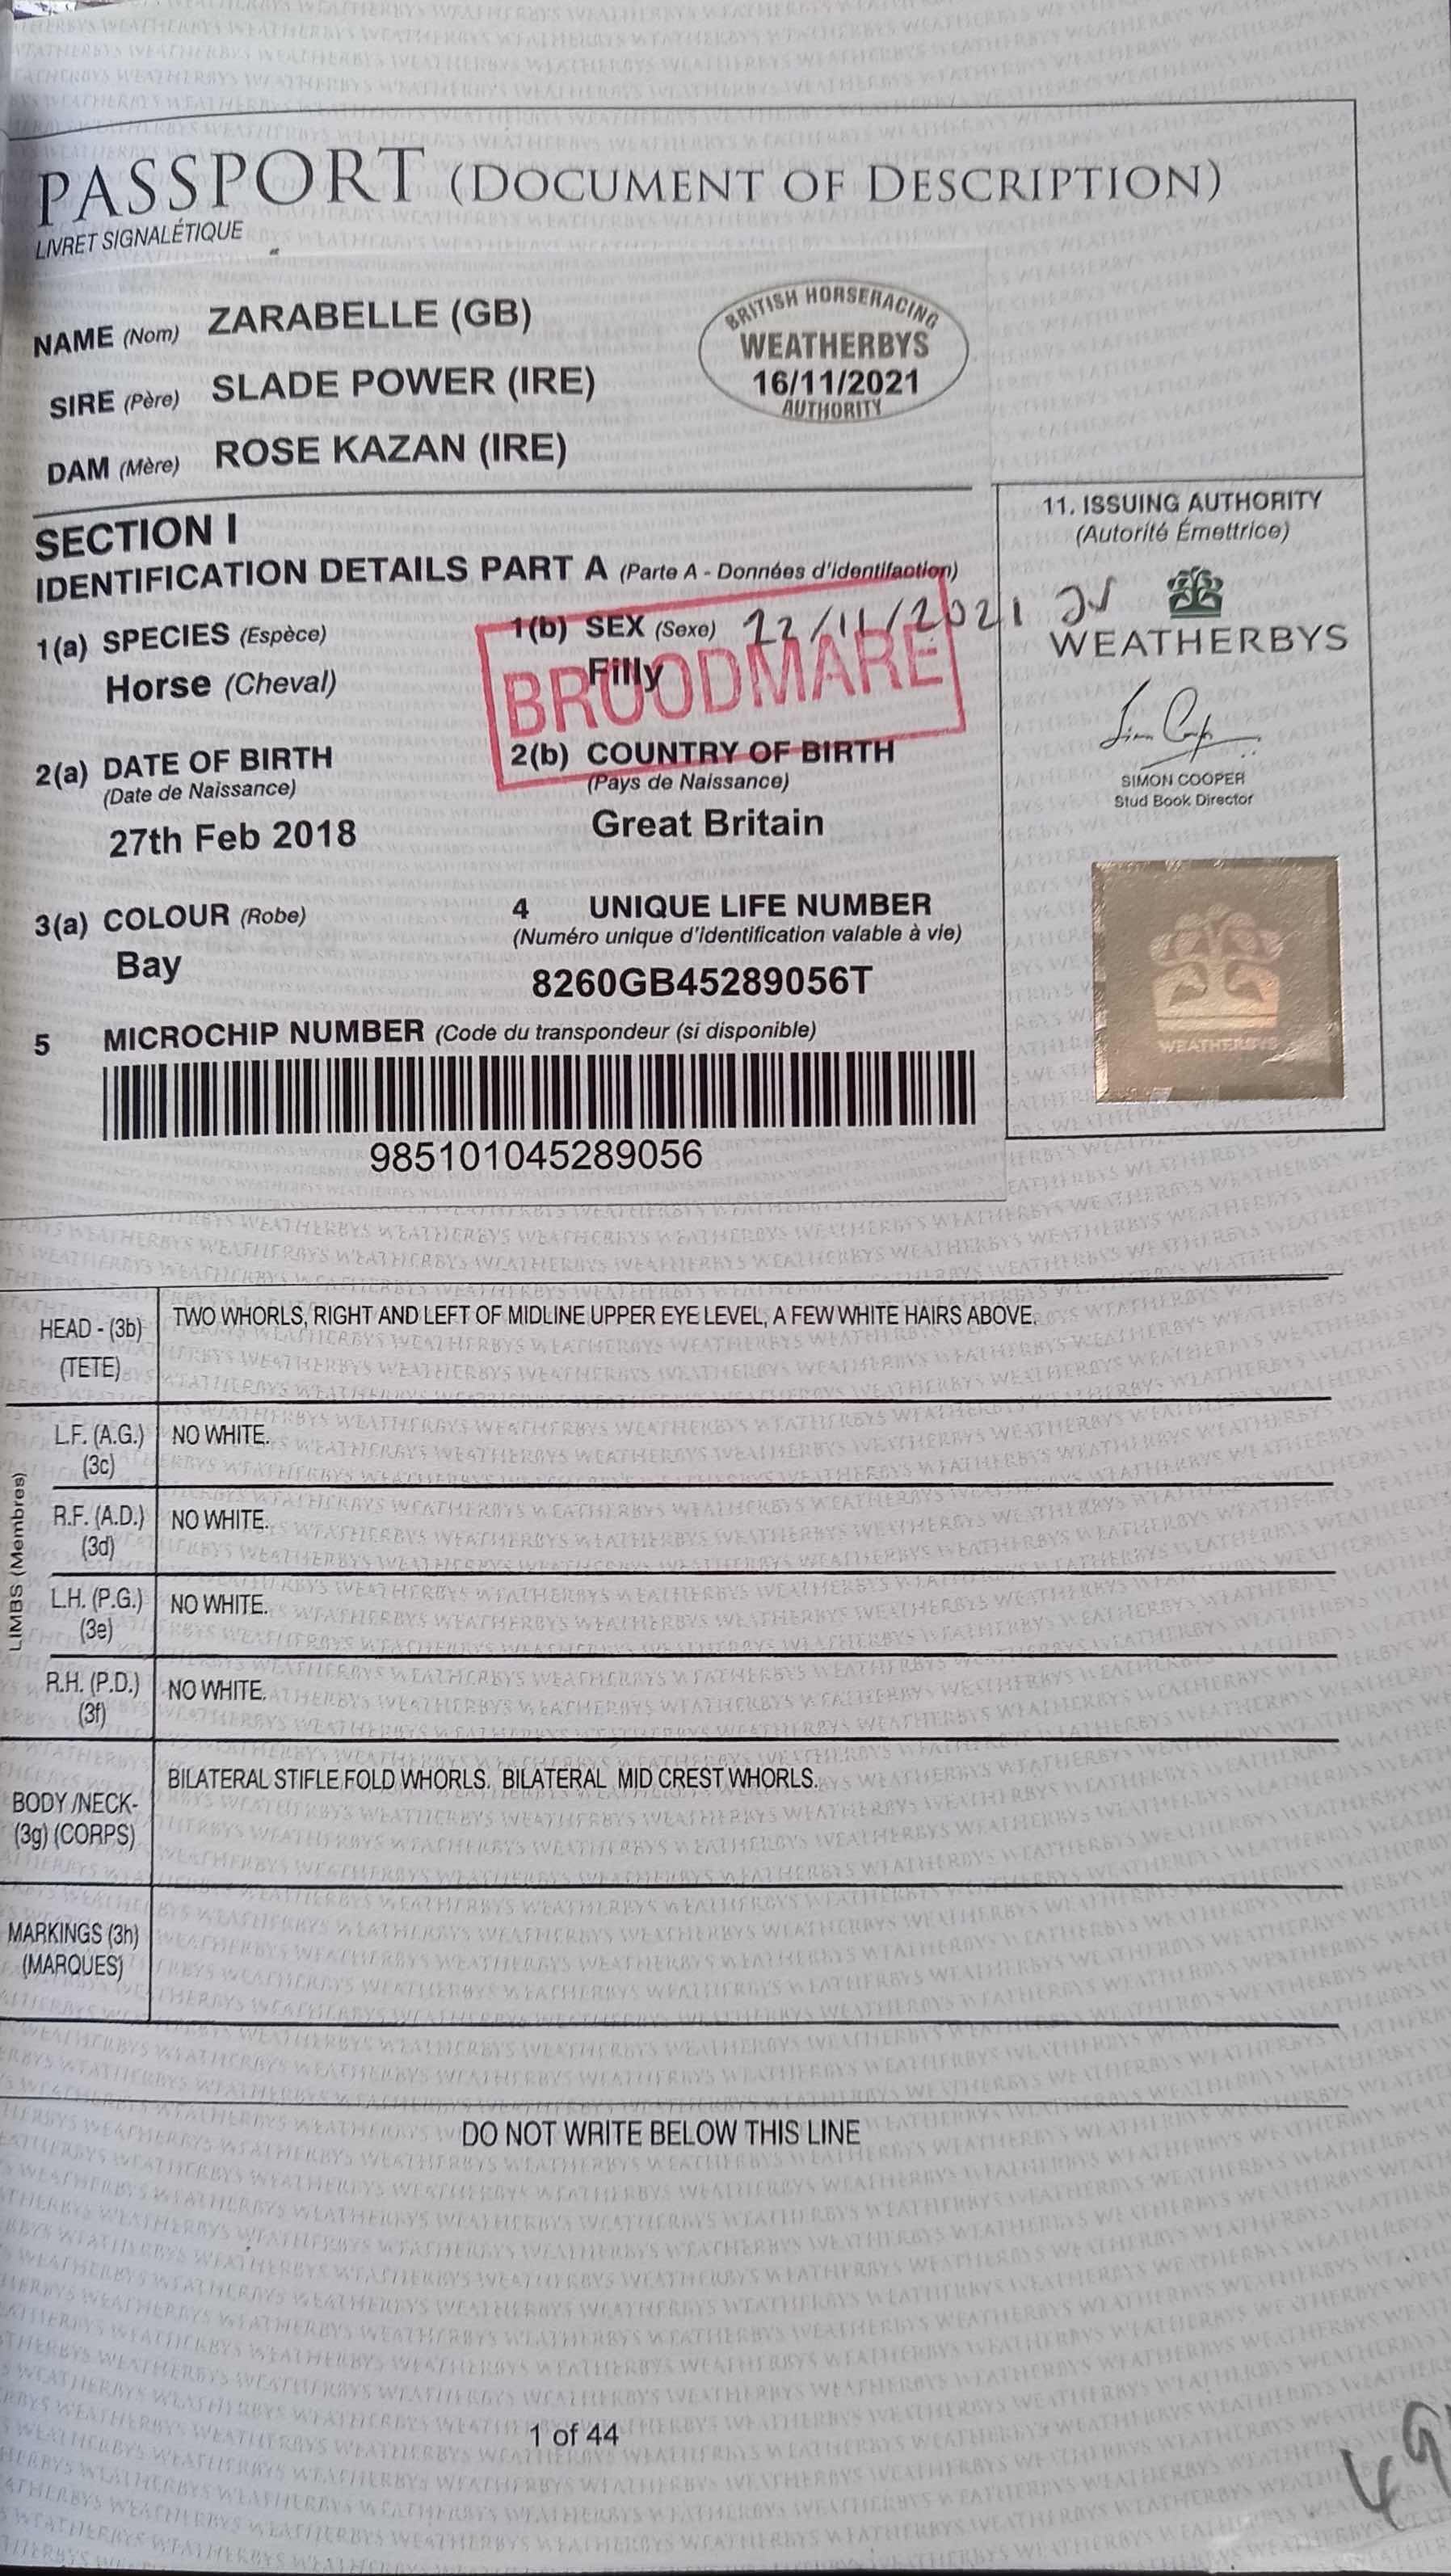 PASSPORT (DOCUMENT OF DESCRIPTION)
LIVRET SIGNALÉTIQUE
NAME (Nom) ZARABELLE (GB)
SIRE (Père) SLADE POWER (IRE)
DAM (Mère) ROSE KAZAN (IRE)
BRITISH HORSERACING
WEATHERBYS
16/11/2021
AUTHORITY
SECTION I
IDENTIFICATION DETAILS PART A (Parte A - Données d'identifaction)
1(a) SPECIES (Espèce)
Horse (Cheval)
1(b) SEX (Sexe) 22/11/2021
Filly
BROODMARE
2(a) DATE OF BIRTH
(Date de Naissance)
27th Feb 2018
2(b) COUNTRY OF BIRTH
(Pays de Naissance)
Great Britain
3(a) COLOUR (Robe)
Bay
4 UNIQUE LIFE NUMBER
(Numéro unique d'identification valable à vie)
8260GB45289056T
5 MICROCHIP NUMBER (Code du transpondeur (si disponible)
985101045289056
11. ISSUING AUTHORITY
(Autorité Émettrice)
WEATHERBYS
SIMON COOPER
Stud Book Director
WEATHERBYS
HEAD - (3b)
(TETE)
TWO WHORLS, RIGHT AND LEFT OF MIDLINE UPPER EYE LEVEL, A FEW WHITE HAIRS ABOVE.
LIMBS (Membres)
L.F. (A.G.)
(3c)
NO WHITE.
R.F. (A.D.)
(3d)
NO WHITE.
L.H. (P.G.)
(3e)
NO WHITE.
R.H. (P.D.)
(3f)
NO WHITE.
BODY /NECK-
(3g) (CORPS)
BILATERAL STIFLE FOLD WHORLS. BILATERAL MID CREST WHORLS.
MARKINGS (3h)
(MARQUES)
DO NOT WRITE BELOW THIS LINE
1 of 44
49